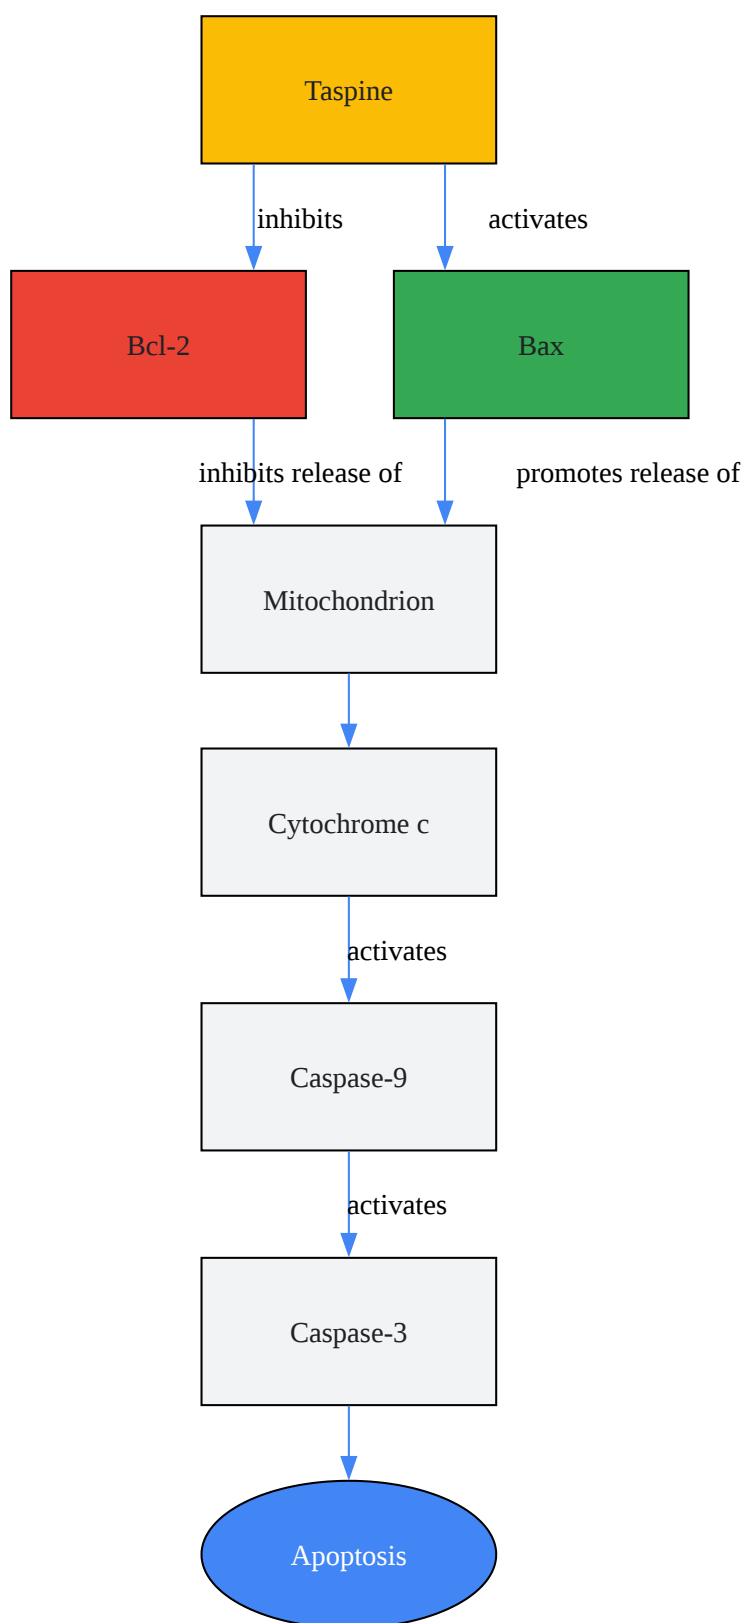 Taspine
inhibits
activates
Bcl-2
Bax
inhibits release of
promotes release of
Mitochondrion
Cytochrome c
activates
Caspase-9
activates
Caspase-3
Apoptosis